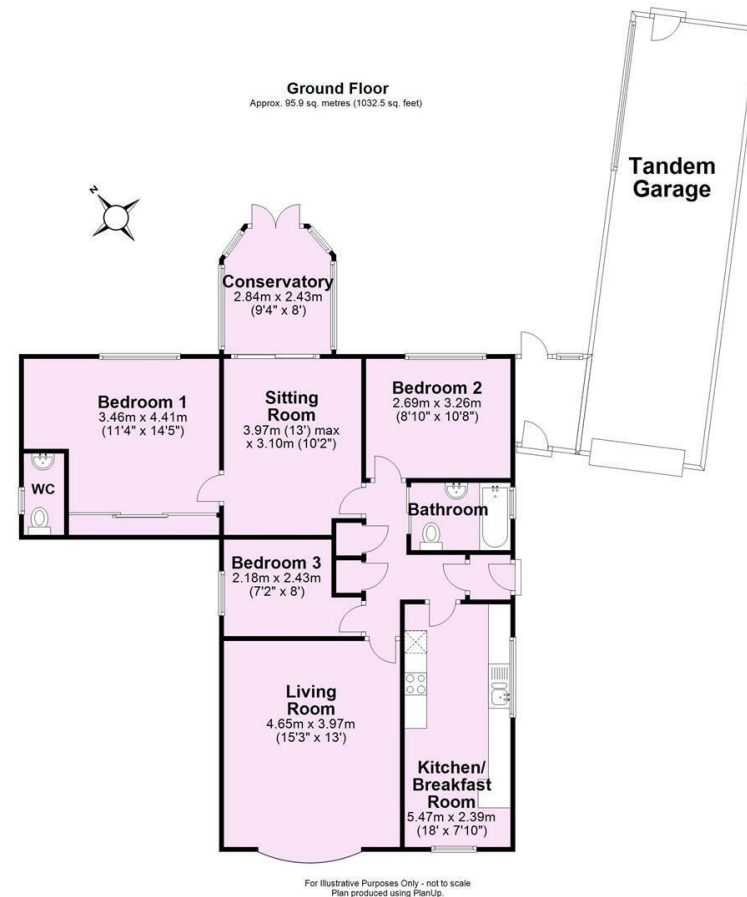 Ground Floor
Approx. 95.9 sq. metres (1032.5 sq. feet)
Tandem
Garage
N
Conservatory
2.84m x 2.43m
(9'4" x 8')
Bedroom 1
3.46m x 4.41m
(11'4" x 14'5")
Sitting
Room
3.97m (13') max
x 3.10m (10'2")
Bedroom 2
2.69m x 3.26m
(8'10" x 10'8")
WC
Bathroom
Bedroom 3
2.18m x 2.43m
(7'2" x 8')
Living
Room
4.65m x 3.97m
(15'3" x 13')
Kitchen/
Breakfast
Room
5.47m x 2.39m
(18' x 7'10")
For Illustrative Purposes Only - not to scale
Plan produced using PlanUp.